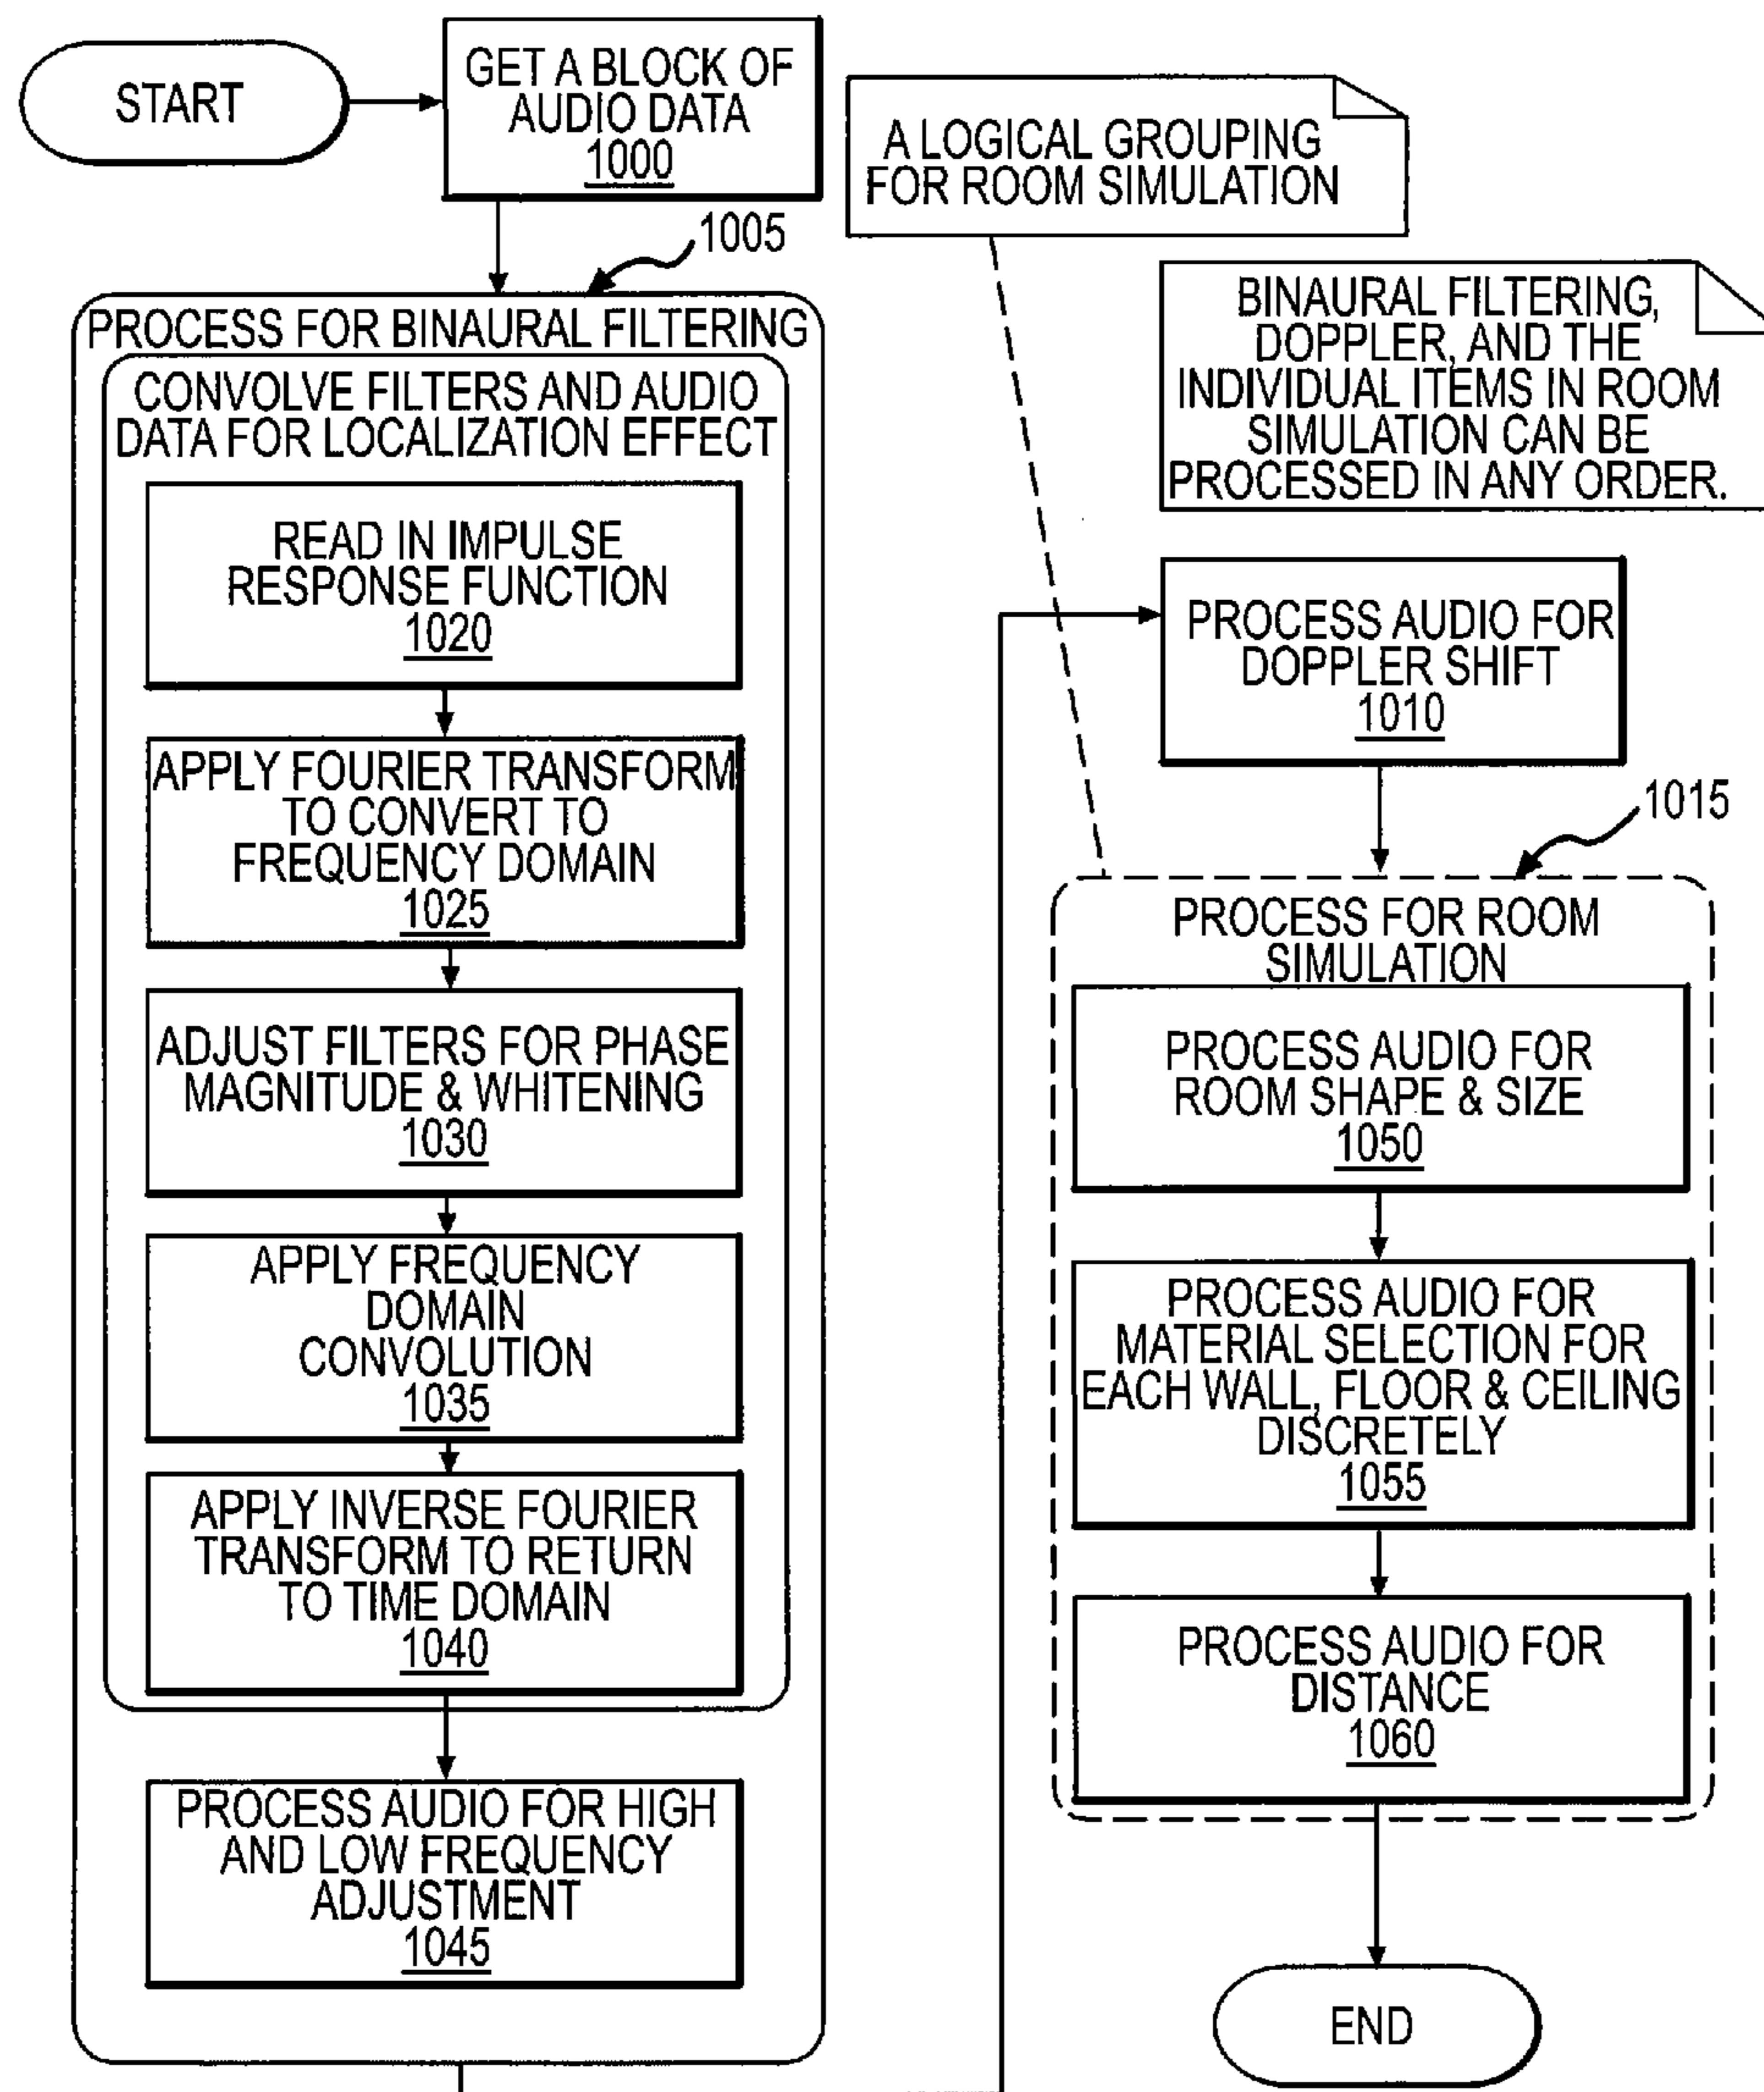 START
GET A BLOCK OF
AUDIO DATA
1000
A LOGICAL GROUPING
FOR ROOM SIMULATION
1005
BINAURAL FILTERING,
DOPPLER, AND THE
INDIVIDUAL ITEMS IN ROOM
SIMULATION CAN BE
PROCESSED IN ANY ORDER.
PROCESS FOR BINAURAL FILTERING
CONVOLVE FILTERS AND AUDIO
DATA FOR LOCALIZATION EFFECT
READ IN IMPULSE
RESPONSE FUNCTION
1020
APPLY FOURIER TRANSFORM
TO CONVERT TO
FREQUENCY DOMAIN
1025
ADJUST FILTERS FOR PHASE
MAGNITUDE & WHITENING
1030
APPLY FREQUENCY
DOMAIN
CONVOLUTION
1035
APPLY INVERSE FOURIER
TRANSFORM TO RETURN
TO TIME DOMAIN
1040
PROCESS AUDIO FOR HIGH
AND LOW FREQUENCY
ADJUSTMENT
1045
PROCESS AUDIO FOR
DOPPLER SHIFT
1010
1015
PROCESS FOR ROOM
SIMULATION
PROCESS AUDIO FOR
ROOM SHAPE & SIZE
1050
PROCESS AUDIO FOR
MATERIAL SELECTION FOR
EACH WALL, FLOOR & CEILING
DISCRETELY
1055
PROCESS AUDIO FOR
DISTANCE
1060
END